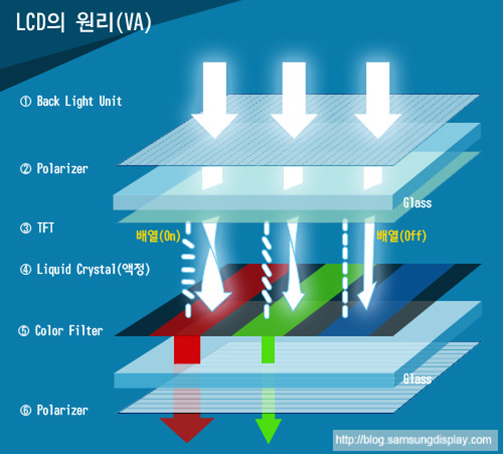 LCD의 원리(VA)
① Back Light Unit
② Polarizer
Glass
③ TFT
배열(On)
배열(Off)
④ Liquid Crystal(액정)
⑤ Color Filter
Glass
⑥ Polarizer
http://blog.samsungdisplay.com